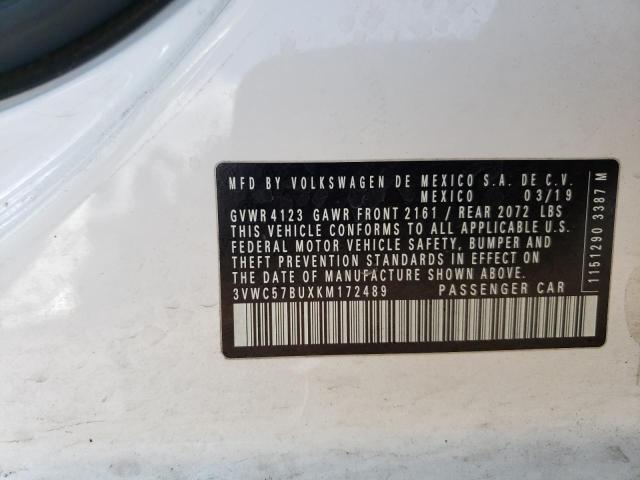 MFD BY VOLKSWAGEN DE MEXICO S.A. DE C.V.
MEXICO 03/19
GVWR 4123 GAWR FRONT 2161 / REAR 2072 LBS
THIS VEHICLE CONFORMS TO ALL APPLICABLE U.S.
FEDERAL MOTOR VEHICLE SAFETY, BUMPER AND
THEFT PREVENTION STANDARDS IN EFFECT ON
THE DATE OF MANUFACTURE SHOWN ABOVE.
3VWC57BUXKM172489 PASSENGER CAR
1151290 3387 M